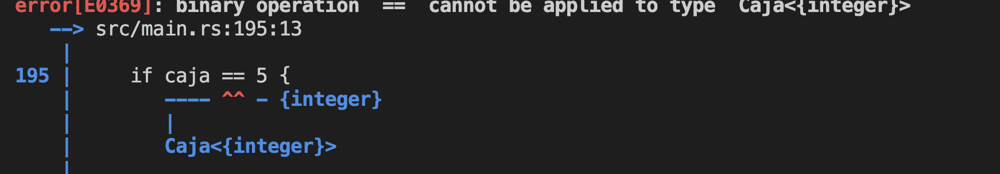 error[E0369]: binary operation `==` cannot be applied to type `Caja<{integer}>`
--> src/main.rs:195:13
|
195 | if caja == 5 {
| ---- ^^ - {integer}
| |
| Caja<{integer}>
|